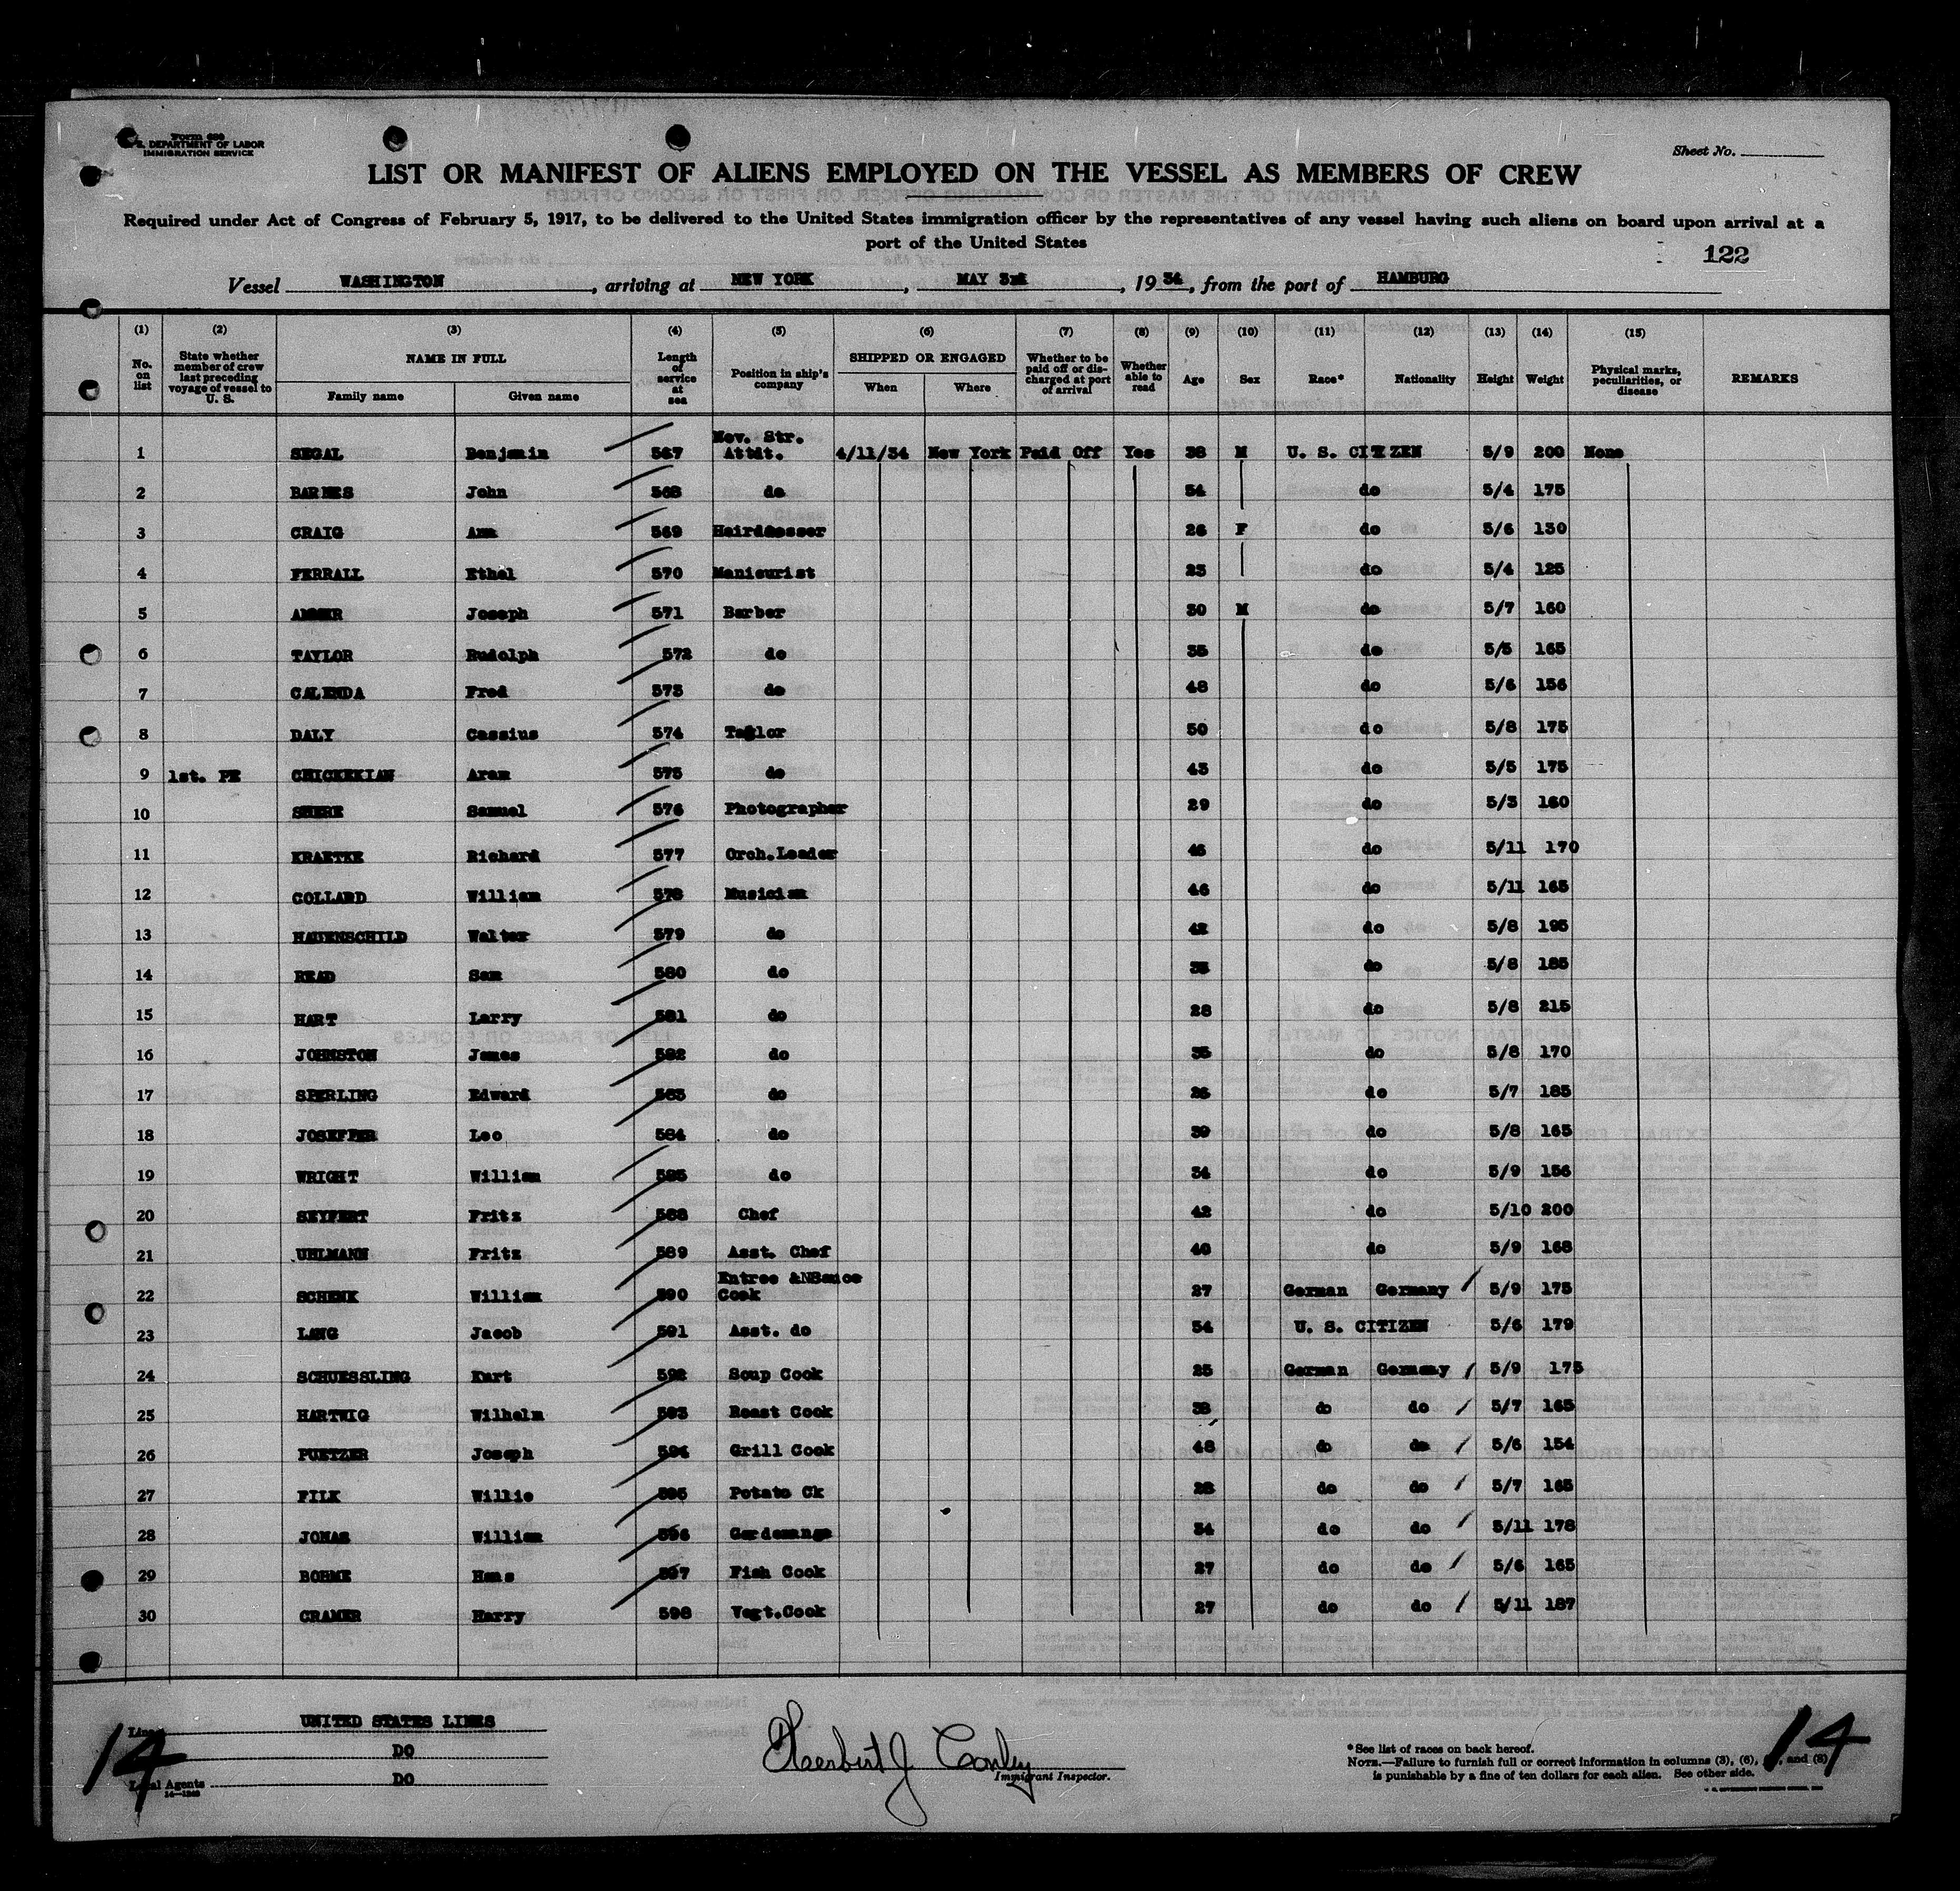 Form 689
U. S. DEPARTMENT OF LABOR
IMMIGRATION SERVICE
Sheet No.
LIST OR MANIFEST OF ALIENS EMPLOYED ON THE VESSEL AS MEMBERS OF CREW
Required under Act of Congress of February 5, 1917, to be delivered to the United States immigration officer by the representatives of any vessel having such aliens on board upon arrival at a
port of the United States
122
Vessel WASHINGTON, arriving at NEW YORK, MAY 3rd, 1934, from the port of HAMBURG
(1) (2) (3) (4) (5) (6) (7) (8) (9) (10) (11) (12) (13) (14) (15)
No. on list
State whether member of crew last preceding voyage of vessel to U. S.
NAME IN FULL
Family name Given name
Length of service at sea
Position in ship's company
SHIPPED OR ENGAGED
When Where
Whether to be paid off or discharged at port of arrival
Whether able to read
Age Sex Race* Nationality Height Weight
Physical marks, peculiarities, or disease
REMARKS
1 SEGAL Benjamin 567 Nov. Str. Attdt. 4/11/34 New York Paid Off Yes 38 M U. S. CITIZEN 5/9 200 None
2 BARNES John 568 do 54 do 5/4 175
3 CRAIG Ann 569 Hairdresser 26 F do 5/6 130
4 FERRALL Ethel 570 Manicurist 23 do 5/4 125
5 Joseph 571 Barber 30 M do 5/7 160
6 TAYLOR Rudolph 572 do 35 do 5/5 165
7 CALENDA Fred 573 do 48 do 5/6 156
8 DALY Cassius 574 Tailor 50 do 5/8 175
9 1st. PE CHICKEKIAN Aram 575 do 43 do 5/5 175
10 Samuel 576 Photographer 29 do 5/3 160
11 KRAETKE Richard 577 Orch.Leader 45 do 5/11 170
12 COLLARD William 578 Musician 46 do 5/11 165
13 HAUENSCHILD Walter 579 do 42 do 5/8 195
14 READ Sam 580 do do 5/8 185
15 HART Larry 581 do 28 do 5/8 215
16 JOHNSTON James 582 do 35 do 5/8 170
17 SPERLING Edward 583 do 26 do 5/7 185
18 JOSEFFER Leo 584 do 39 do 5/8 165
19 WRIGHT William 585 do 34 do 5/9 156
20 SEYFERT Fritz 588 Chef 42 do 5/10 200
21 UHLMANN Fritz 589 Asst. Chef 40 do 5/9 168
22 SCHENK William 590 Entree &NSauce Cook 27 German Germany 5/9 175
23 LANG Jacob 591 Asst. do 54 U. S. CITIZEN 5/6 179
24 SCHUESSLING Kurt 592 Soup Cook 25 German Germany 5/9 175
25 HARTWIG Wilhelm 593 Roast Cook 38 do do 5/7 165
26 PUETZER Joseph 594 Grill Cook 48 do do 5/6 154
27 FILK Willie 595 Potato Ck 28 do do 5/7 165
28 JONAS William 596 Gardemange 34 do do 5/11 178
29 BOHME Hans 597 Fish Cook 27 do do 5/6 165
30 CRAMER Harry 598 Vegt.Cook 27 do do 5/11 187
Line UNITED STATES LINES
DO
Local Agents DO
14—1240
14
Herbert J Conley
Immigrant Inspector.
*See list of races on back hereof.
NOTE.—Failure to furnish full or correct information in columns (3), (6), and (8)
is punishable by a fine of ten dollars for each alien. See other side.
14